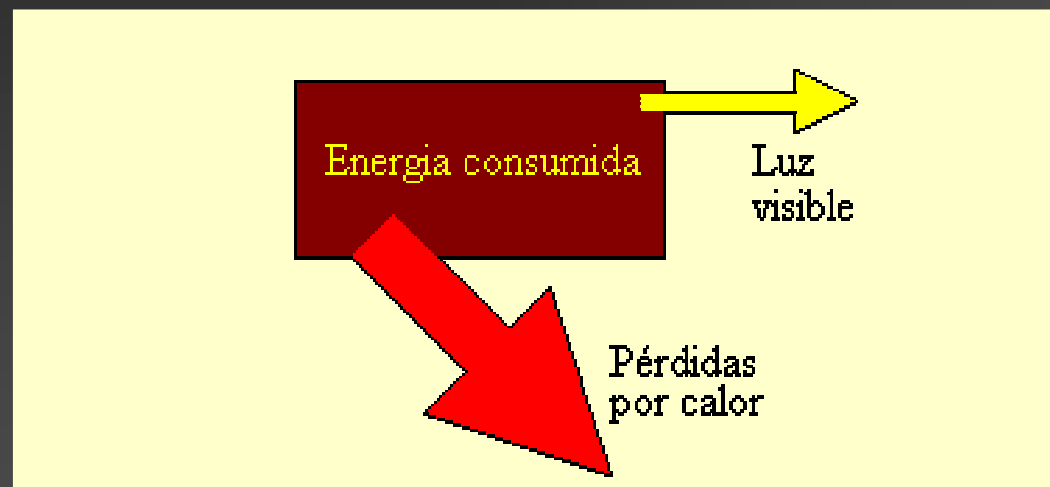 Energia consumida
Luz
visible
Pérdidas
por calor